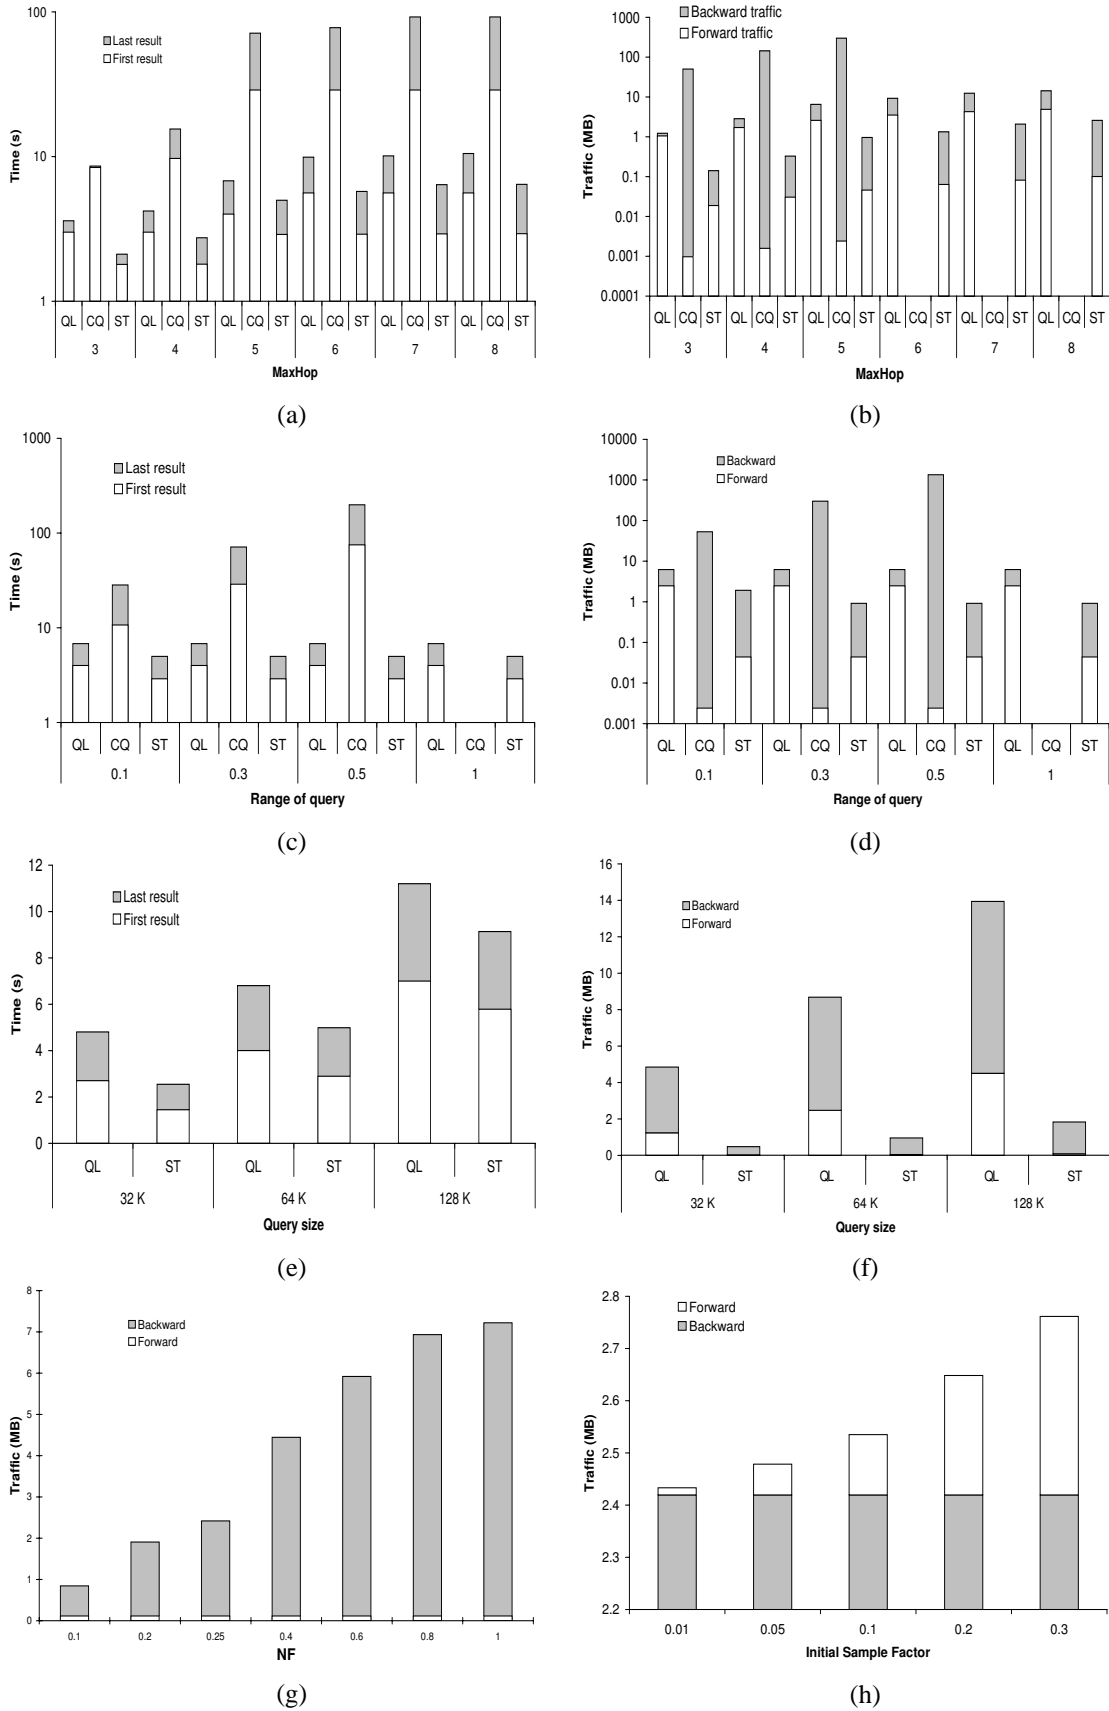 100
10
1
Time (s)
Last result
First result
QL CQ ST QL CQ ST QL CQ ST QL CQ ST QL CQ ST QL CQ ST
3 4 5 6 7 8
MaxHop
(a)
1000
100
10
1
0.1
0.01
0.001
0.0001
Traffic (MB)
Backward traffic
Forward traffic
QL CQ ST QL CQ ST QL CQ ST QL CQ ST QL CQ ST QL CQ ST
3 4 5 6 7 8
MaxHop
(b)
1000
100
10
1
Time (s)
Last result
First result
QL CQ ST QL CQ ST QL CQ ST QL CQ ST
0.1 0.3 0.5 1
Range of query
(c)
10000
1000
100
10
1
0.1
0.01
0.001
Traffic (MB)
Backward
Forward
QL CQ ST QL CQ ST QL CQ ST QL CQ ST
0.1 0.3 0.5 1
Range of query
(d)
12
10
8
6
4
2
0
Time (s)
Last result
First result
QL ST QL ST QL ST
32 K 64 K 128 K
Query size
(e)
16
14
12
10
8
6
4
2
0
Traffic (MB)
Backward
Forward
QL ST QL ST QL ST
32 K 64 K 128 K
Query size
(f)
8
7
6
5
4
3
2
1
0
Traffic (MB)
Backward
Forward
0.1 0.2 0.25 0.4 0.6 0.8 1
NF
(g)
2.8
2.7
2.6
2.5
2.4
2.3
2.2
Traffic (MB)
Forward
Backward
0.01 0.05 0.1 0.2 0.3
Initial Sample Factor
(h)